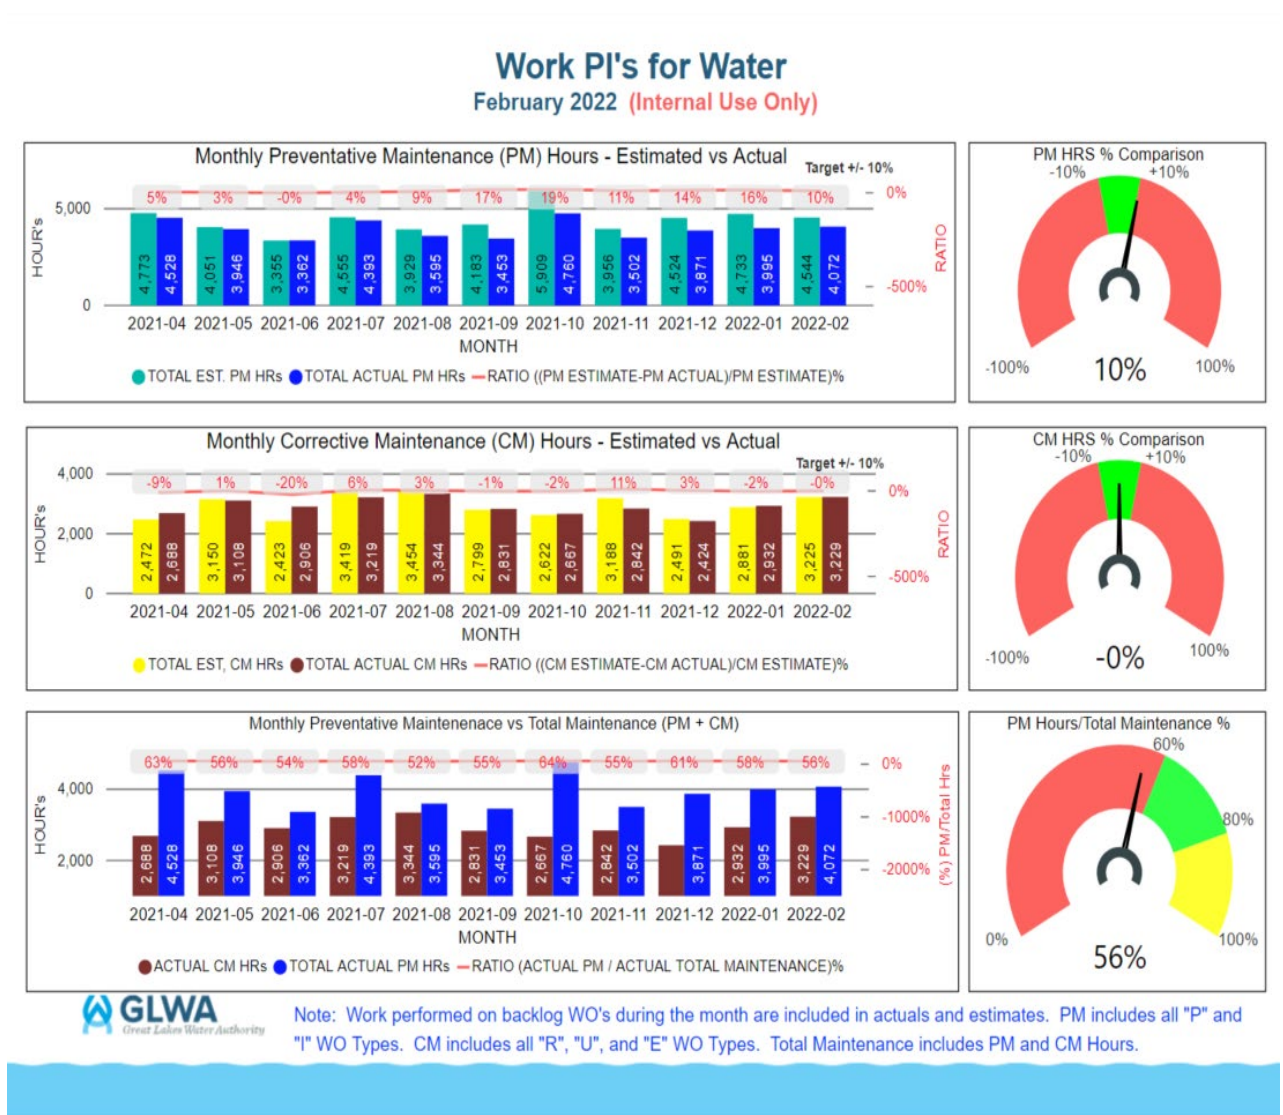 Work PI's for Water
February 2022 (Internal Use Only)
Monthly Preventative Maintenance (PM) Hours - Estimated vs Actual
Target +/- 10%
5% 3% -0% 4% 9% 17% 19% 11% 14% 16% 10%
0%
5,000
HOUR's
RATIO
4,773 4,528 4,051 3,946 3,355 3,362 4,555 4,393 3,929 3,595 4,183 3,453 5,909 4,760 3,956 3,502 4,524 3,871 4,733 3,995 4,544 4,072
-500%
0
2021-04 2021-05 2021-06 2021-07 2021-08 2021-09 2021-10 2021-11 2021-12 2022-01 2022-02
MONTH
TOTAL EST. PM HRs TOTAL ACTUAL PM HRs RATIO ((PM ESTIMATE-PM ACTUAL)/PM ESTIMATE)%
PM HRS % Comparison
-10% +10%
-100% 100%
10%
Monthly Corrective Maintenance (CM) Hours - Estimated vs Actual
Target +/- 10%
4,000
-9% 1% -20% 6% 3% -1% -2% 11% 3% -2% -0%
0%
2,000
HOUR's
RATIO
2,472 2,688 3,150 3,108 2,423 2,906 3,419 3,219 3,454 3,344 2,799 2,831 2,622 2,667 3,188 2,842 2,491 2,424 2,881 2,932 3,225 3,229
-500%
0
2021-04 2021-05 2021-06 2021-07 2021-08 2021-09 2021-10 2021-11 2021-12 2022-01 2022-02
MONTH
TOTAL EST, CM HRs TOTAL ACTUAL CM HRs RATIO ((CM ESTIMATE-CM ACTUAL)/CM ESTIMATE)%
CM HRS % Comparison
-10% +10%
-100% 100%
-0%
Monthly Preventative Maintenenace vs Total Maintenance (PM + CM)
63% 56% 54% 58% 52% 55% 64% 55% 61% 58% 56%
0%
4,000
-1000%
HOUR's
(%) PM/Total Hrs
2,688 4,528 3,108 3,946 2,906 3,362 3,219 4,393 3,344 3,595 2,831 3,453 2,667 4,760 2,842 3,502 3,871 2,932 3,995 3,229 4,072
2,000
-2000%
2021-04 2021-05 2021-06 2021-07 2021-08 2021-09 2021-10 2021-11 2021-12 2022-01 2022-02
MONTH
ACTUAL CM HRs TOTAL ACTUAL PM HRs RATIO (ACTUAL PM / ACTUAL TOTAL MAINTENANCE)%
PM Hours/Total Maintenance %
60%
80%
0% 100%
56%
GLWA
Great Lakes Water Authority
Note: Work performed on backlog WO's during the month are included in actuals and estimates. PM includes all "P" and
"I" WO Types. CM includes all "R", "U", and "E" WO Types. Total Maintenance includes PM and CM Hours.